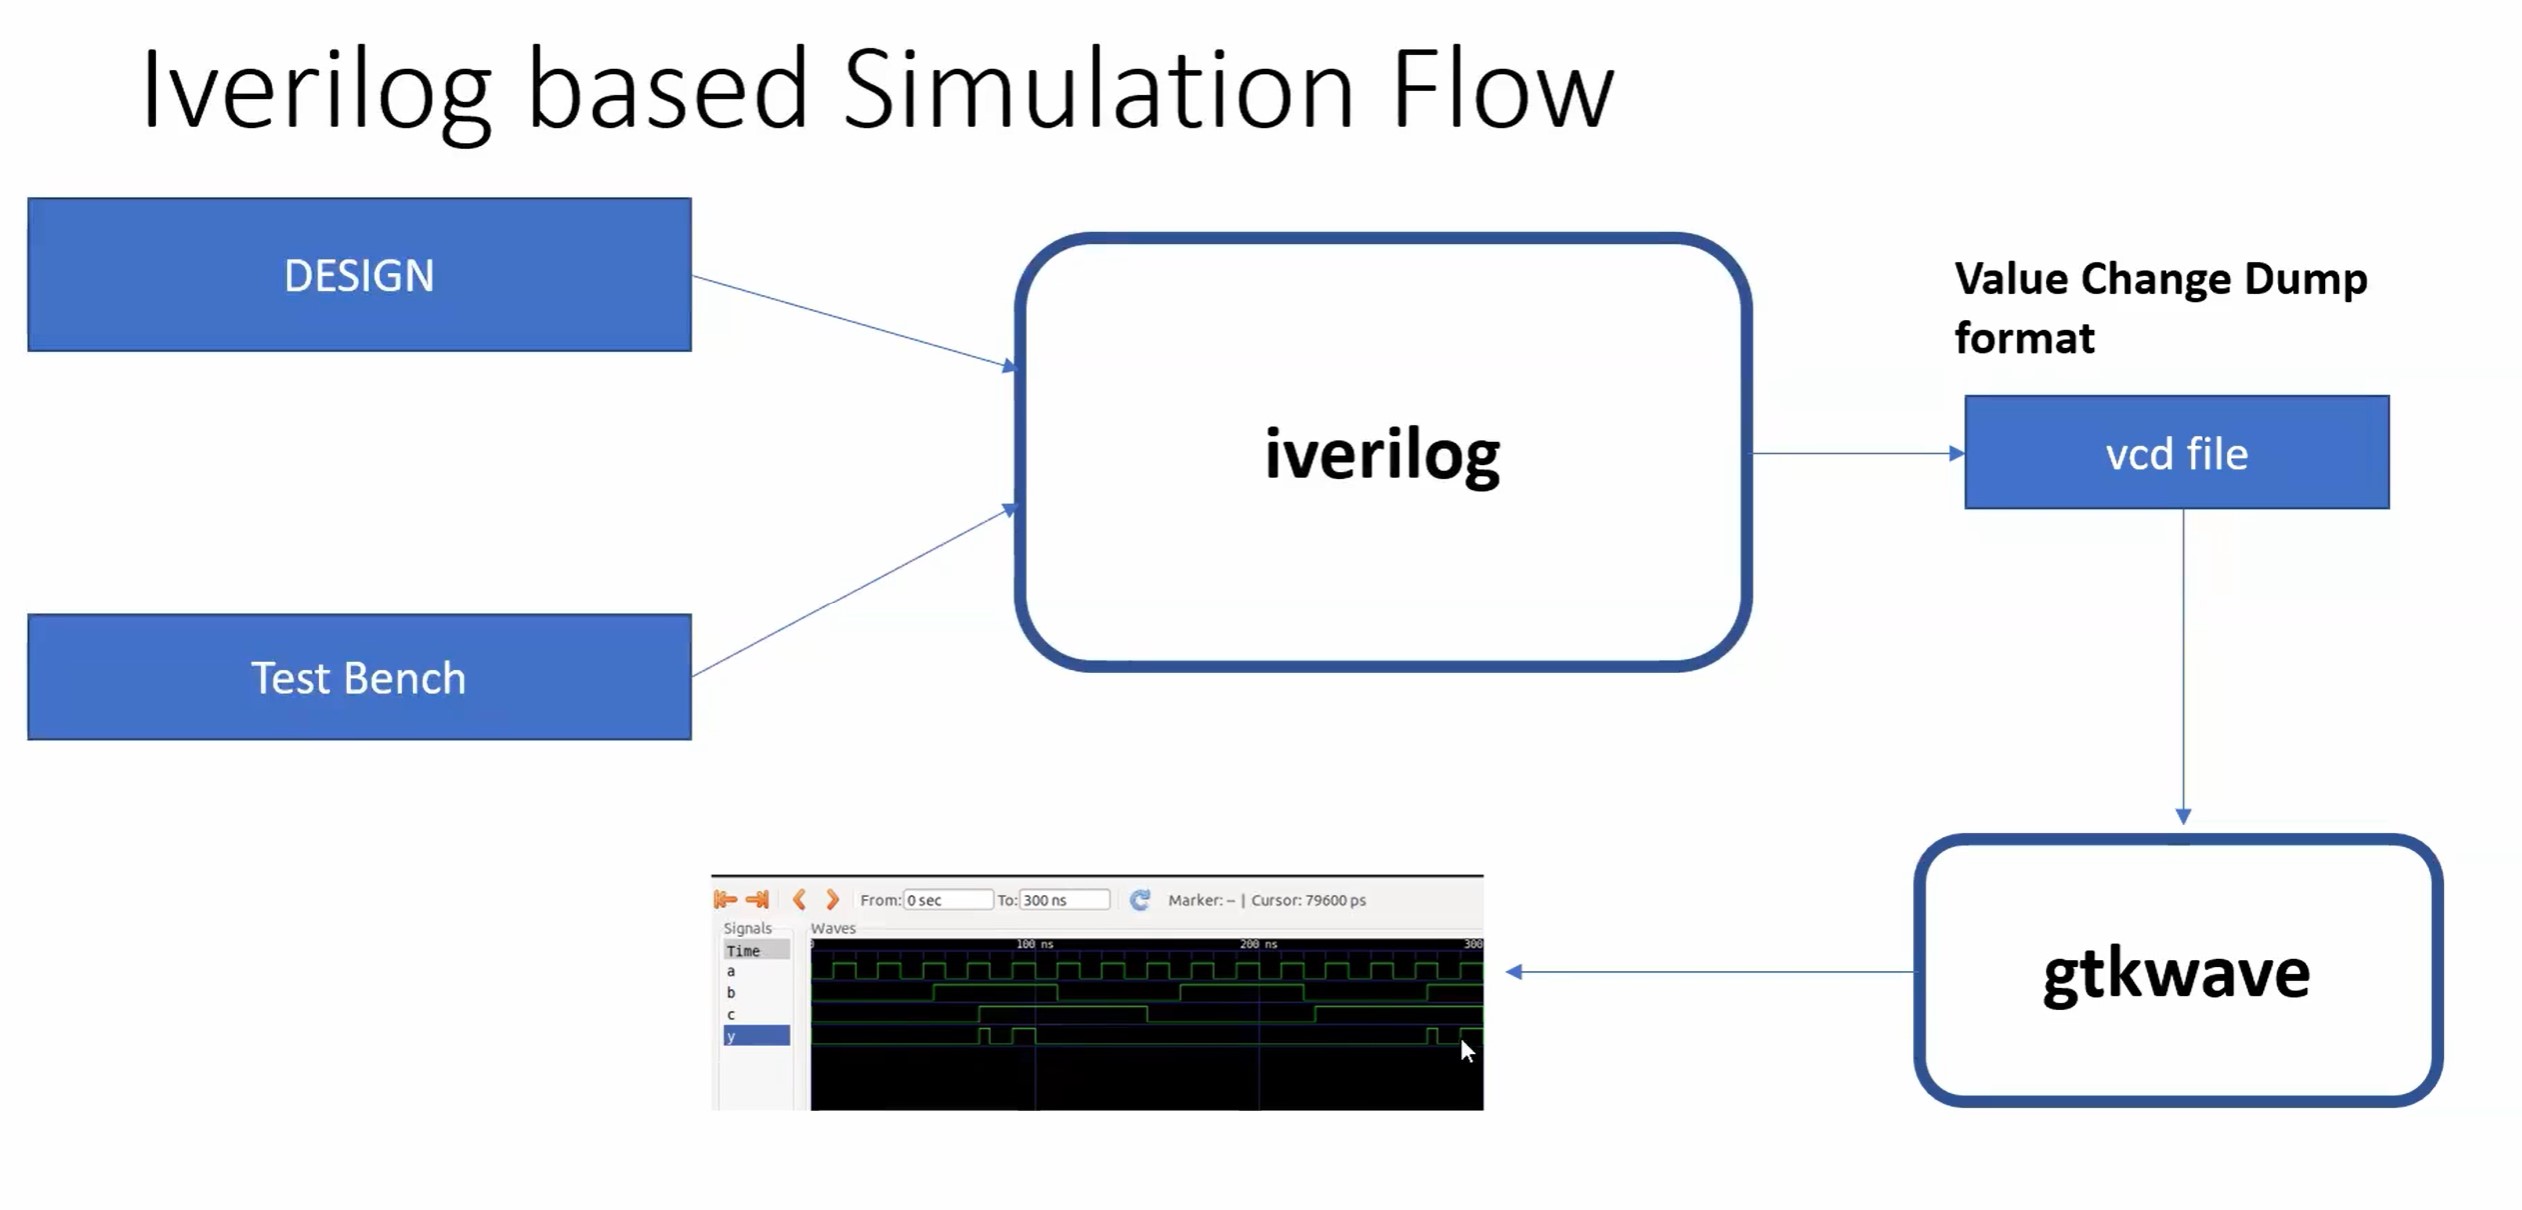 Iverilog based Simulation Flow
DESIGN
Test Bench
iverilog
Value Change Dump
format
vcd file
gtkwave
From: 0 sec To: 300 ns Marker: -- | Cursor: 79600 ps
Signals Waves
Time
100 ns 200 ns 300
a
b
c
y